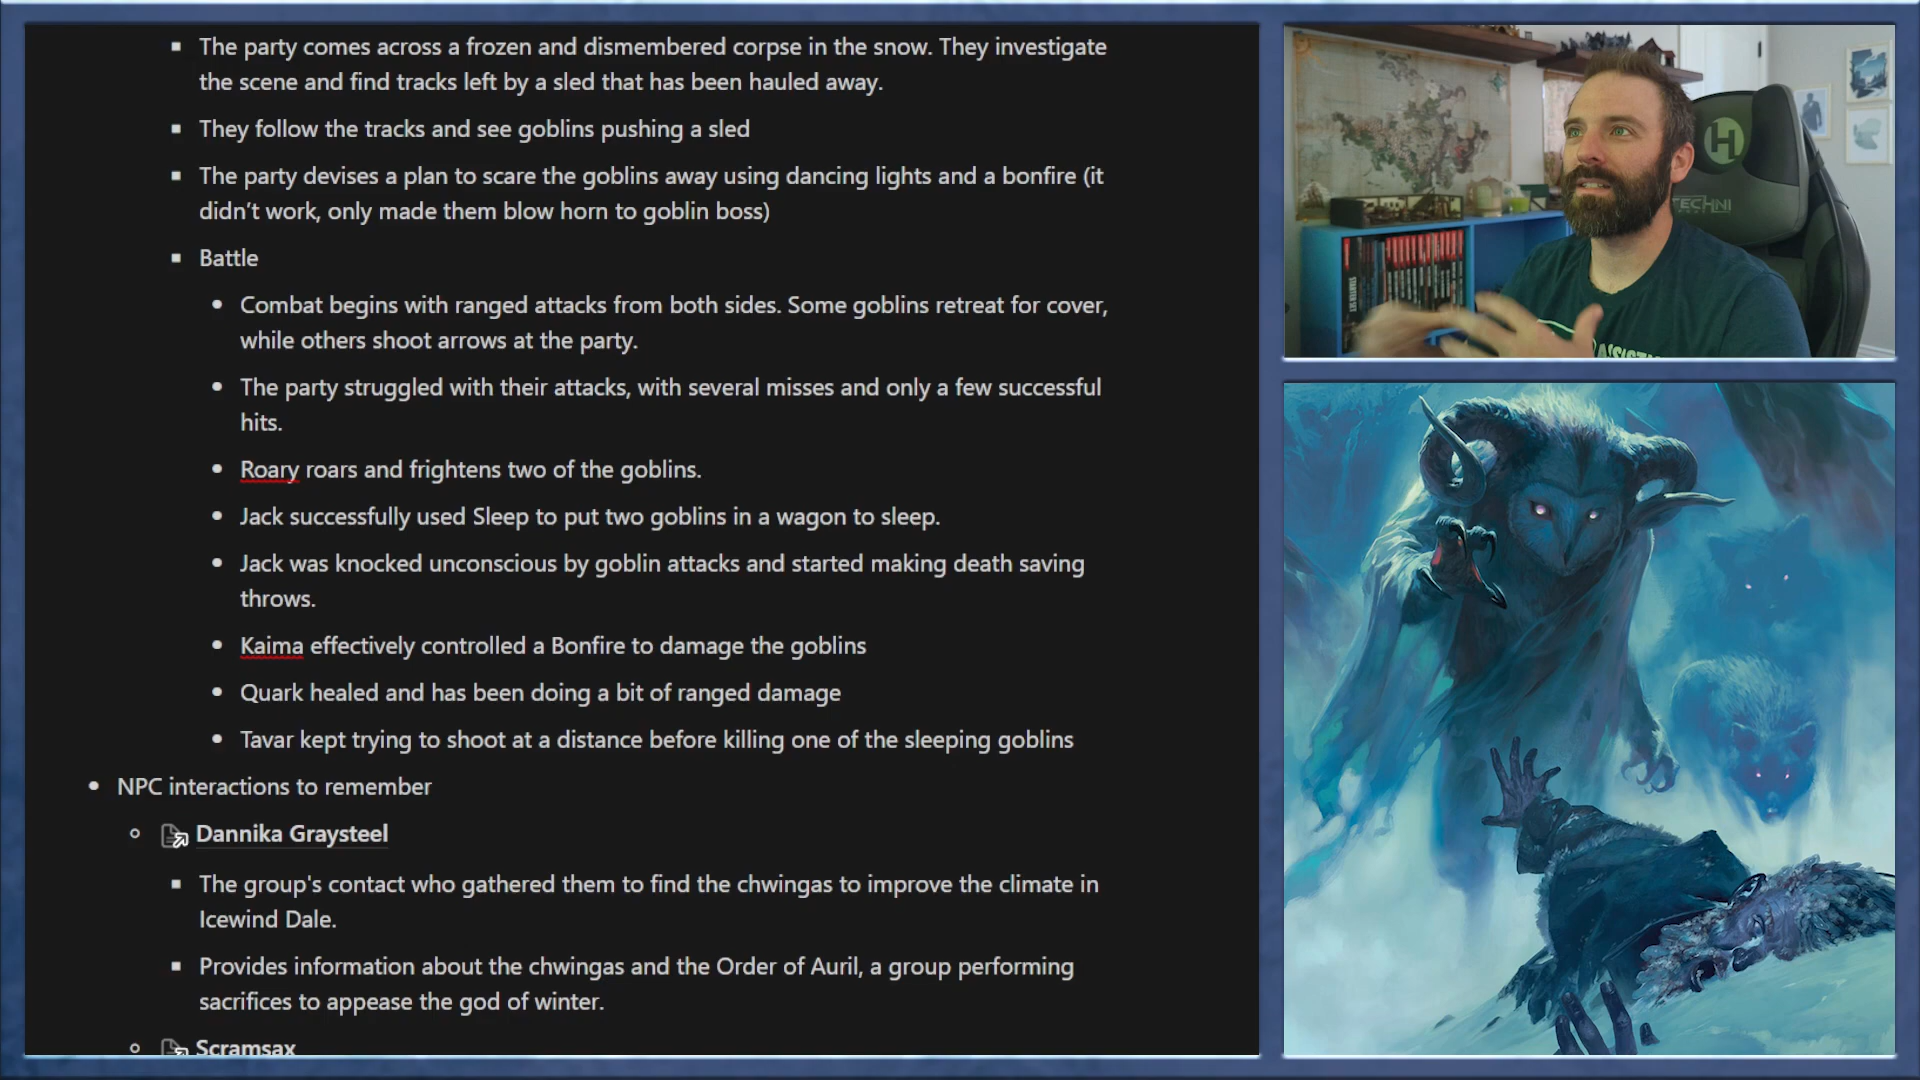 The party comes across a frozen and dismembered corpse in the snow. They investigate
the scene and find tracks left by a sled that has been hauled away.
They follow the tracks and see goblins pushing a sled
The party devises a plan to scare the goblins away using dancing lights and a bonfire (it
didn’t work, only made them blow horn to goblin boss)
Battle
Combat begins with ranged attacks from both sides. Some goblins retreat for cover,
while others shoot arrows at the party.
The party struggled with their attacks, with several misses and only a few successful
hits.
Roary roars and frightens two of the goblins.
Jack successfully used Sleep to put two goblins in a wagon to sleep.
Jack was knocked unconscious by goblin attacks and started making death saving
throws.
Kaima effectively controlled a Bonfire to damage the goblins
Quark healed and has been doing a bit of ranged damage
Tavar kept trying to shoot at a distance before killing one of the sleeping goblins
NPC interactions to remember
Dannika Graysteel
The group's contact who gathered them to find the chwingas to improve the climate in
Icewind Dale.
Provides information about the chwingas and the Order of Auril, a group performing
sacrifices to appease the god of winter.
Scramsax
TECHNI
STARTER SET